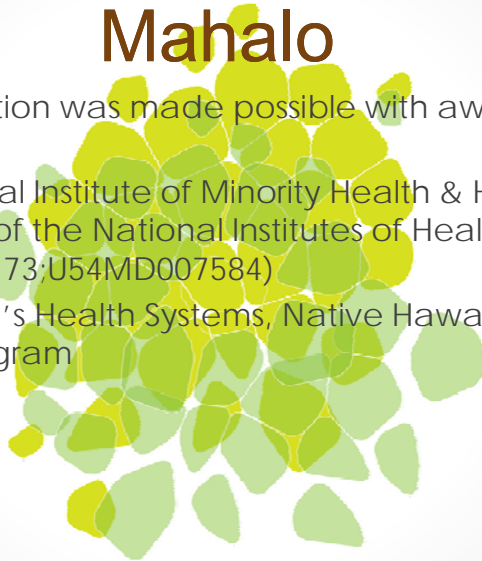 Mahalo
tion was made possible with aw
al Institute of Minority Health & H
of the National Institutes of Heal
73;U54MD007584)
's Health Systems, Native Hawa
gram